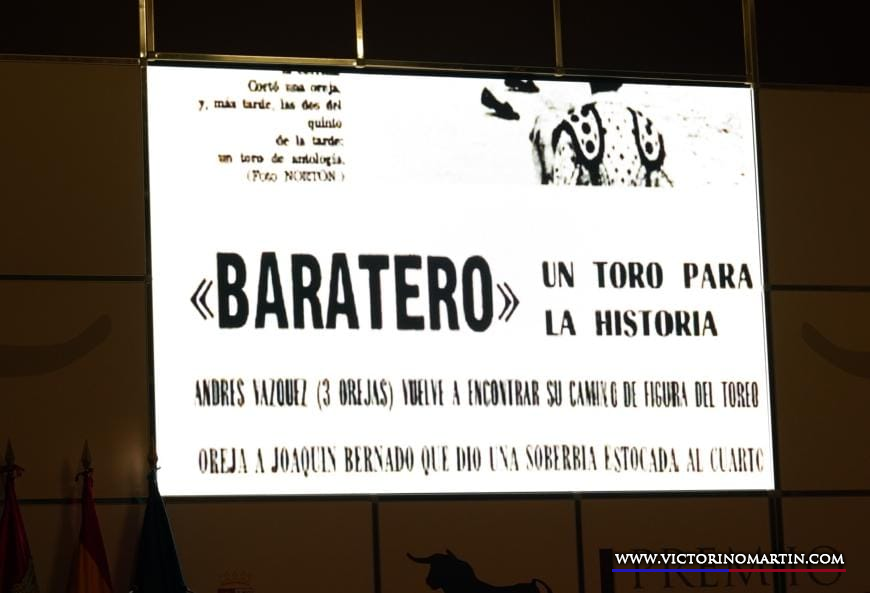 Cortó una oreja
y, más tarde, las dos del
quinto
de la tarde:
un toro de antología.
(Foto NORTON)
«BARATERO»
UN TORO PARA
LA HISTORIA
ANDRES VAZQUEZ (3 OREJAS) VUELVE A ENCONTRAR SU CAMINO DE FIGURA DEL TOREO
OREJA A JOAQUIN BERNADO QUE DIO UNA SOBERBIA ESTOCADA AL CUARTO
WWW.VICTORINOMARTIN.COM
PREMIO